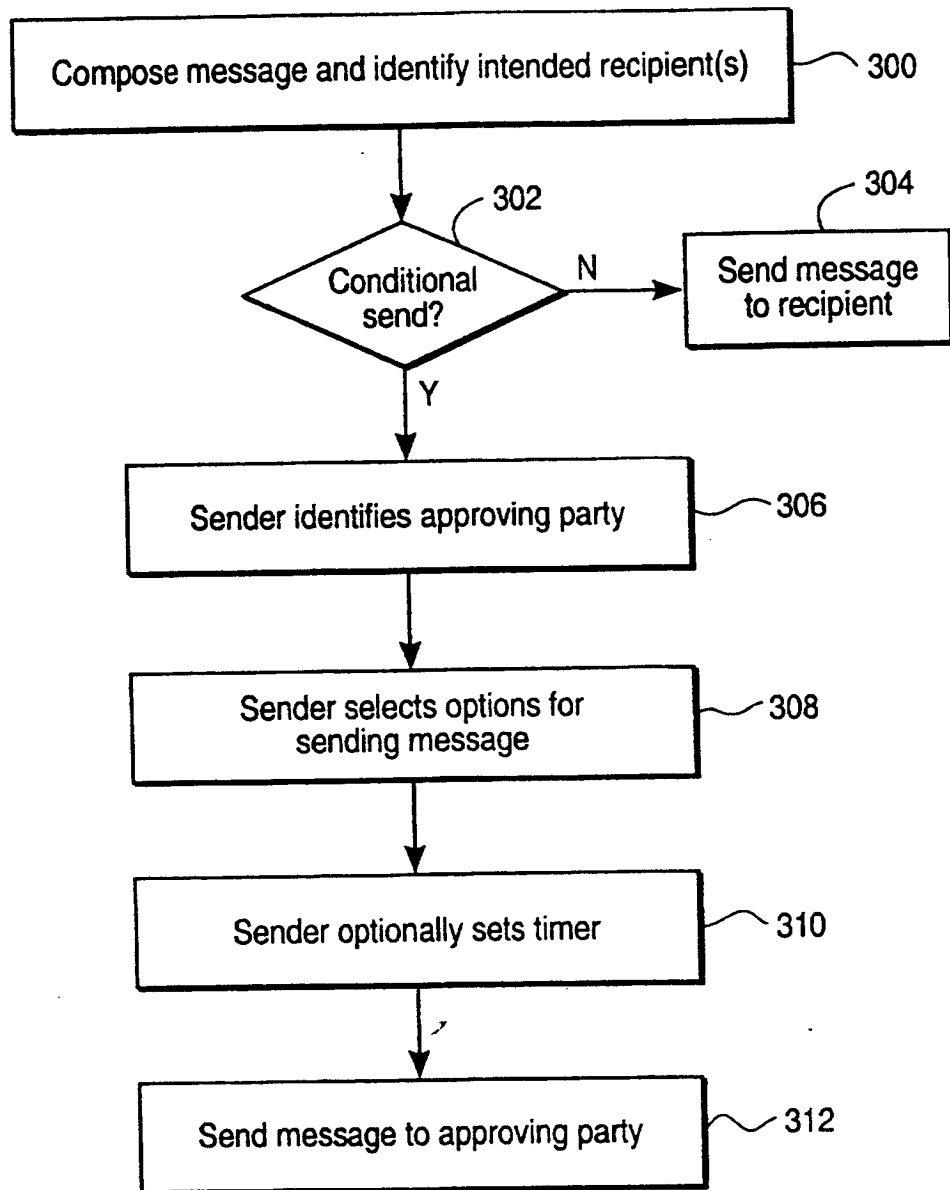 Compose message and identify intended recipient(s)
300
302
304
Conditional
send?
N
Send message
to recipient
Y
Sender identifies approving party
306
Sender selects options for
sending message
308
Sender optionally sets timer
310
Send message to approving party
312